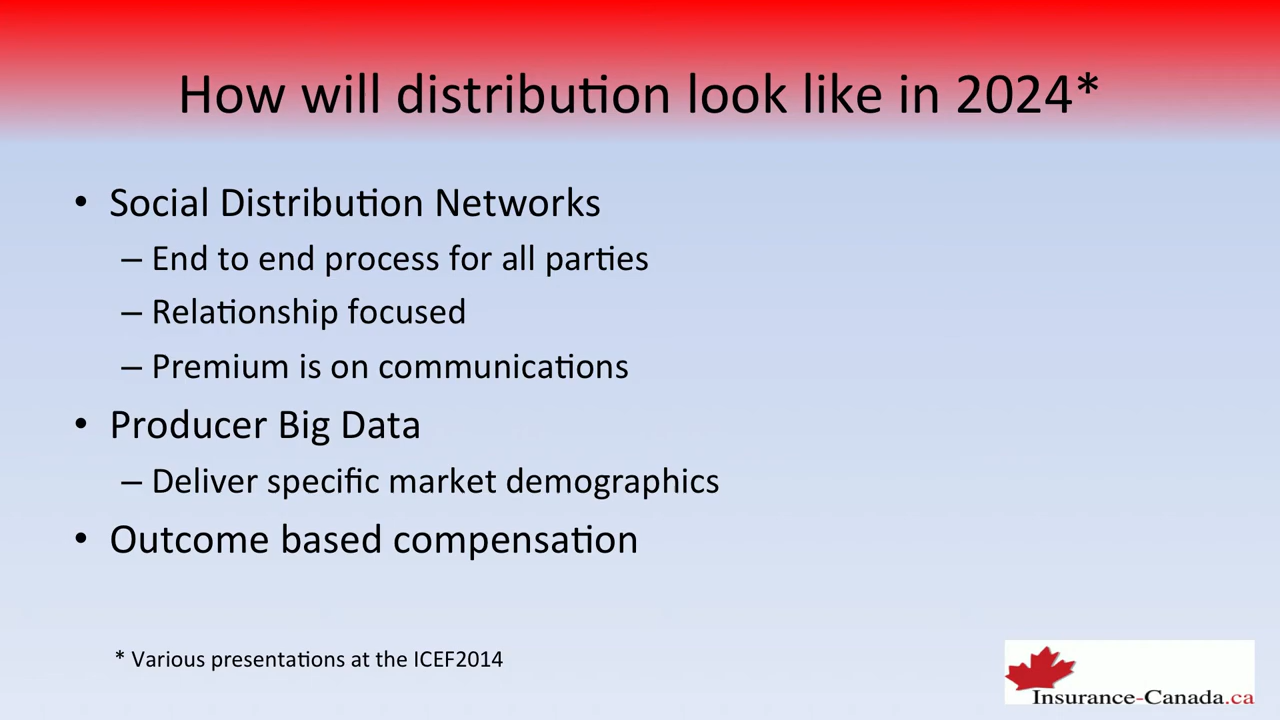 How will distribution look like in 2024*
• Social Distribution Networks
– End to end process for all parties
– Relationship focused
– Premium is on communications
• Producer Big Data
– Deliver specific market demographics
• Outcome based compensation
* Various presentations at the ICEF2014
Insurance-Canada.ca